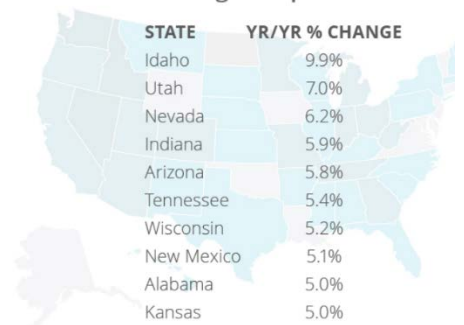 STATE YR/YR % CHANGE
Idaho 9.9%
Utah 7.0%
Nevada 6.2%
Indiana 5.9%
Arizona 5.8%
Tennessee 5.4%
Wisconsin 5.2%
New Mexico 5.1%
Alabama 5.0%
Kansas 5.0%